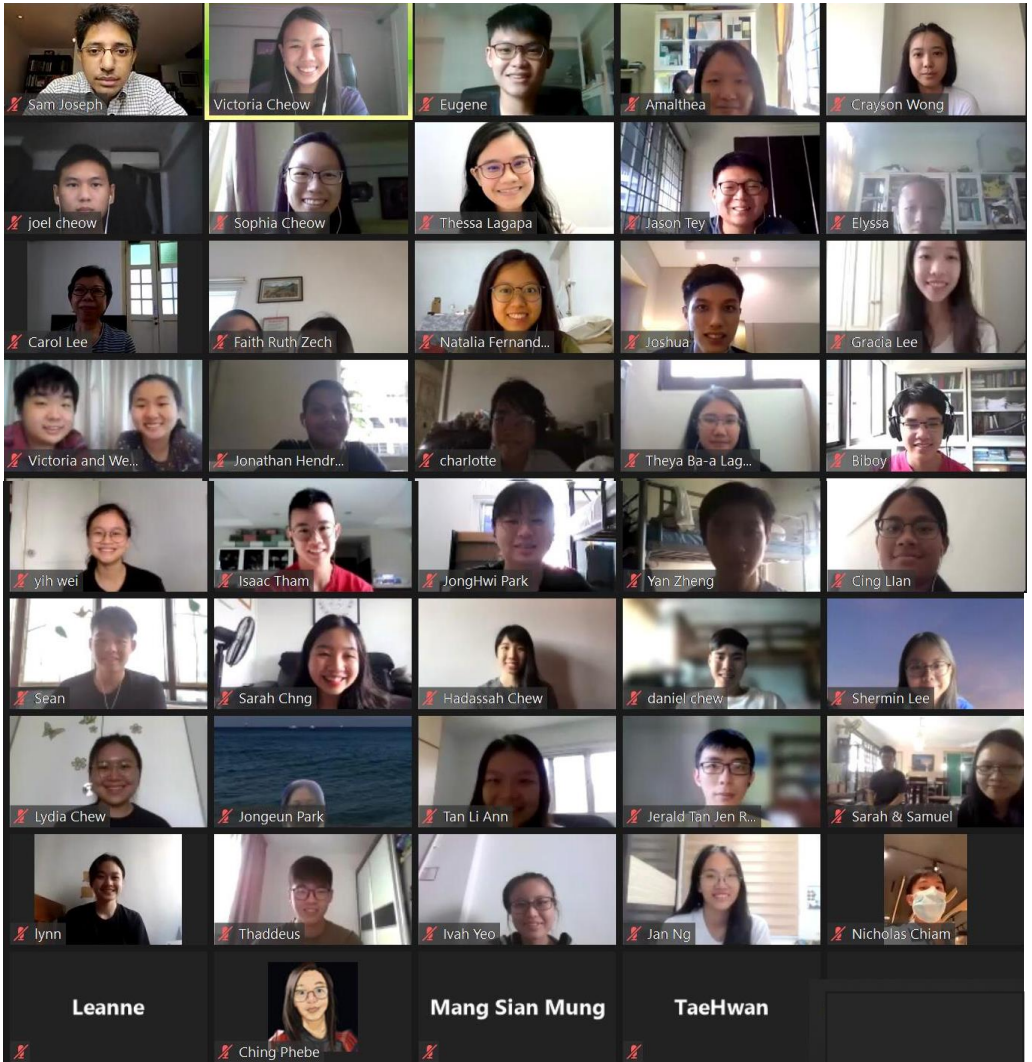 Sam Joseph
Victoria Cheow
Eugene
Amalthea
Crayson Wong
joel cheow
Sophia Cheow
Thessa Lagapa
Jason Tey
Elyssa
Carol Lee
Faith Ruth Zech
Natalia Fernand...
Joshua
Gracia Lee
Victoria and We...
Jonathan Hendr...
charlotte
Theya Ba-a Lag...
Biboy
yih wei
Isaac Tham
JongHwi Park
Yan Zheng
Cing LIan
Sean
Sarah Chng
Hadassah Chew
daniel chew
Shermin Lee
Lydia Chew
Jongeun Park
Tan Li Ann
Jerald Tan Jen R...
Sarah & Samuel
lynn
Thaddeus
Ivah Yeo
Jan Ng
Nicholas Chiam
Leanne
Ching Phebe
Mang Sian Mung
TaeHwan